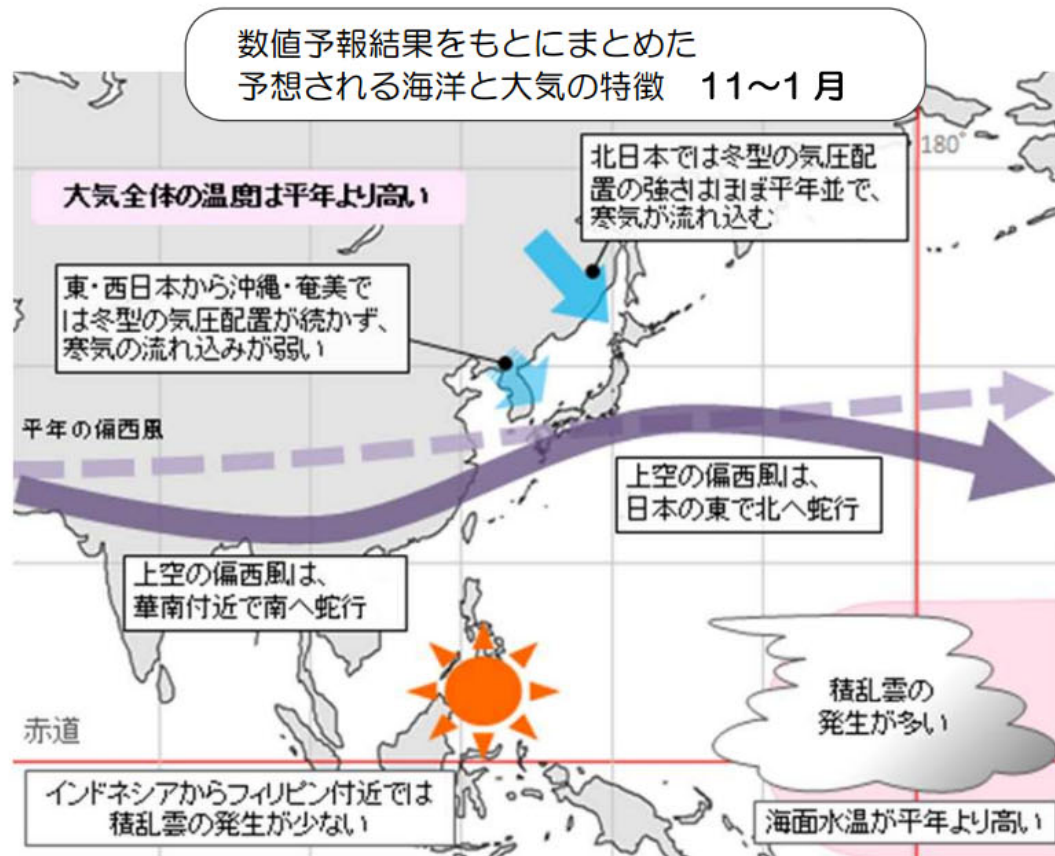 数値予報結果をもとにまとめた
予想される海洋と大気の特徴　11～1月
180°
北日本では冬型の気圧配
置の強さはほぼ平年並で、
寒気が流れ込む
大気全体の温度は平年より高い
東・西日本から沖縄・奄美で
は冬型の気圧配置が続かず、
寒気の流れ込みが弱い
平年の偏西風
上空の偏西風は、
日本の東で北へ蛇行
上空の偏西風は、
華南付近で南へ蛇行
積乱雲の
発生が多い
赤道
インドネシアからフィリピン付近では
積乱雲の発生が少ない
海面水温が平年より高い